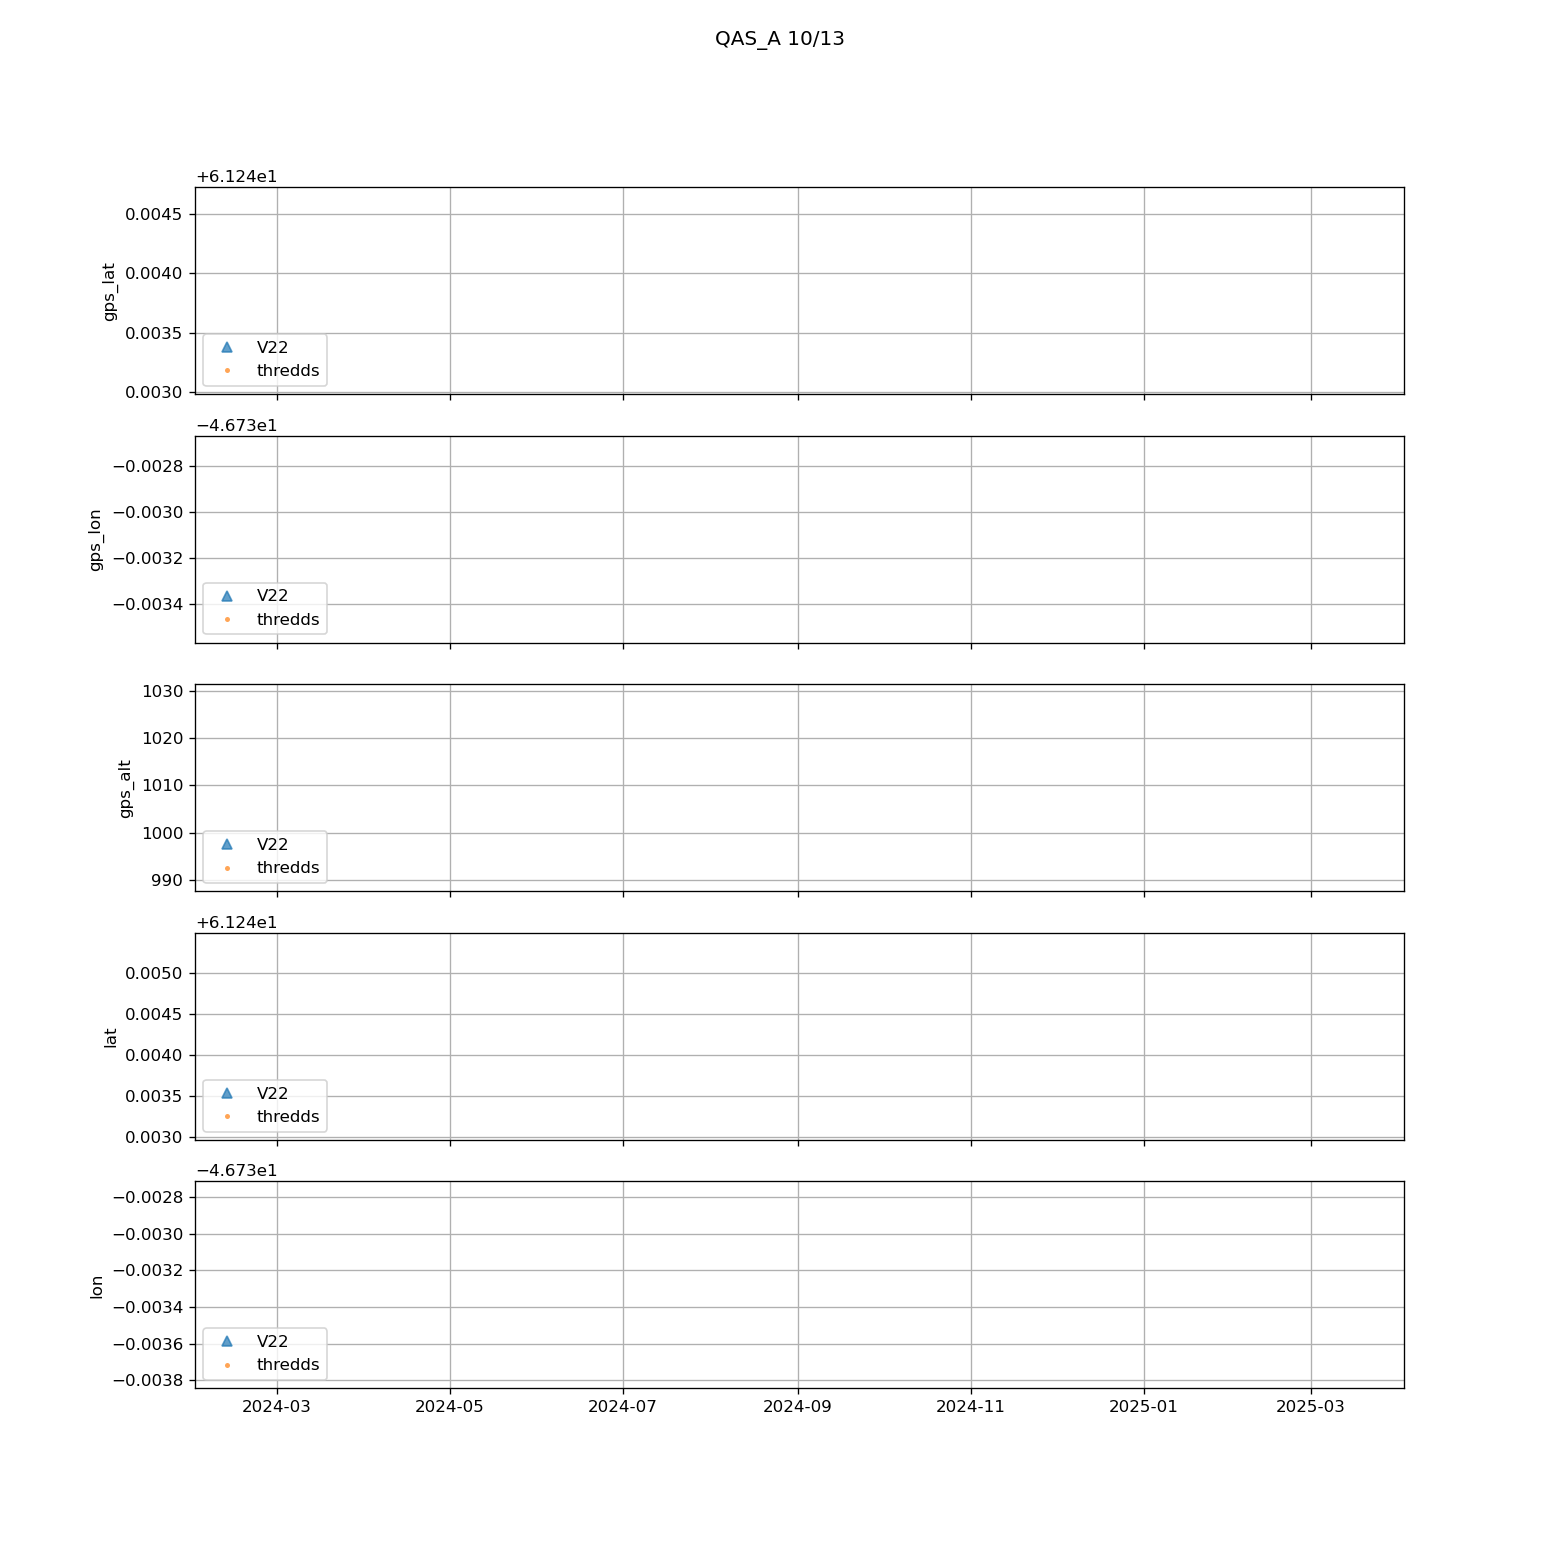 QAS_A 10/13
+6.124e1
0.0045
0.0040
0.0035
0.0030
gps_lat
V22
thredds
−4.673e1
−0.0028
−0.0030
−0.0032
−0.0034
gps_lon
V22
thredds
1030
1020
1010
1000
990
gps_alt
V22
thredds
+6.124e1
0.0050
0.0045
0.0040
0.0035
0.0030
lat
V22
thredds
−4.673e1
−0.0028
−0.0030
−0.0032
−0.0034
−0.0036
−0.0038
lon
V22
thredds
2024-03 2024-05 2024-07 2024-09 2024-11 2025-01 2025-03